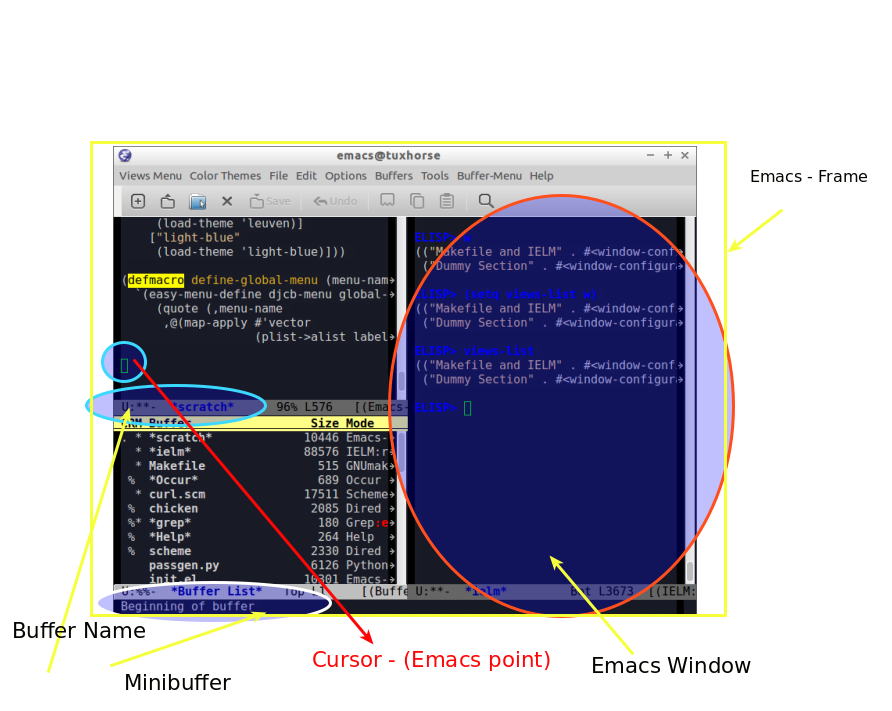 emacs@tuxhorse
Views Menu Color Themes File Edit Options Buffers Tools Buffer-Menu Help
Save Undo
Emacs - Frame
(load-theme 'leuven)]
["light-blue"
(load-theme 'light-blue)]))
(defmacro define-global-menu (menu-nam
`(easy-menu-define djcb-menu global-
(quote (,menu-name
,@(map-apply #'vector
(plist->alist label
U:**- *scratch* 96% L576 [(Emacs-
CRM Buffer Size Mode
. * *scratch* 10446 Emacs-
* *ielm* 88576 IELM:r
* Makefile 515 GNUmak
% *Occur* 689 Occur
* curl.scm 17511 Scheme
% chicken 2085 Dired
%* *grep* 180 Grep:e
% *Help* 264 Help
% scheme 2330 Dired
passgen.py 6126 Python
init.el 10301 Emacs-
U:%%- *Buffer List* Top L1 [(Buffe
ELISP> w
(("Makefile and IELM" . #<window-conf
("Dummy Section" . #<window-configur
ELISP> (setq views-list w)
(("Makefile and IELM" . #<window-conf
("Dummy Section" . #<window-configur
ELISP> views-list
(("Makefile and IELM" . #<window-conf
("Dummy Section" . #<window-configur
ELISP>
U:**- *ielm* Bot L3673 [(IELM:
Beginning of buffer
Buffer Name
Minibuffer
Cursor - (Emacs point)
Emacs Window